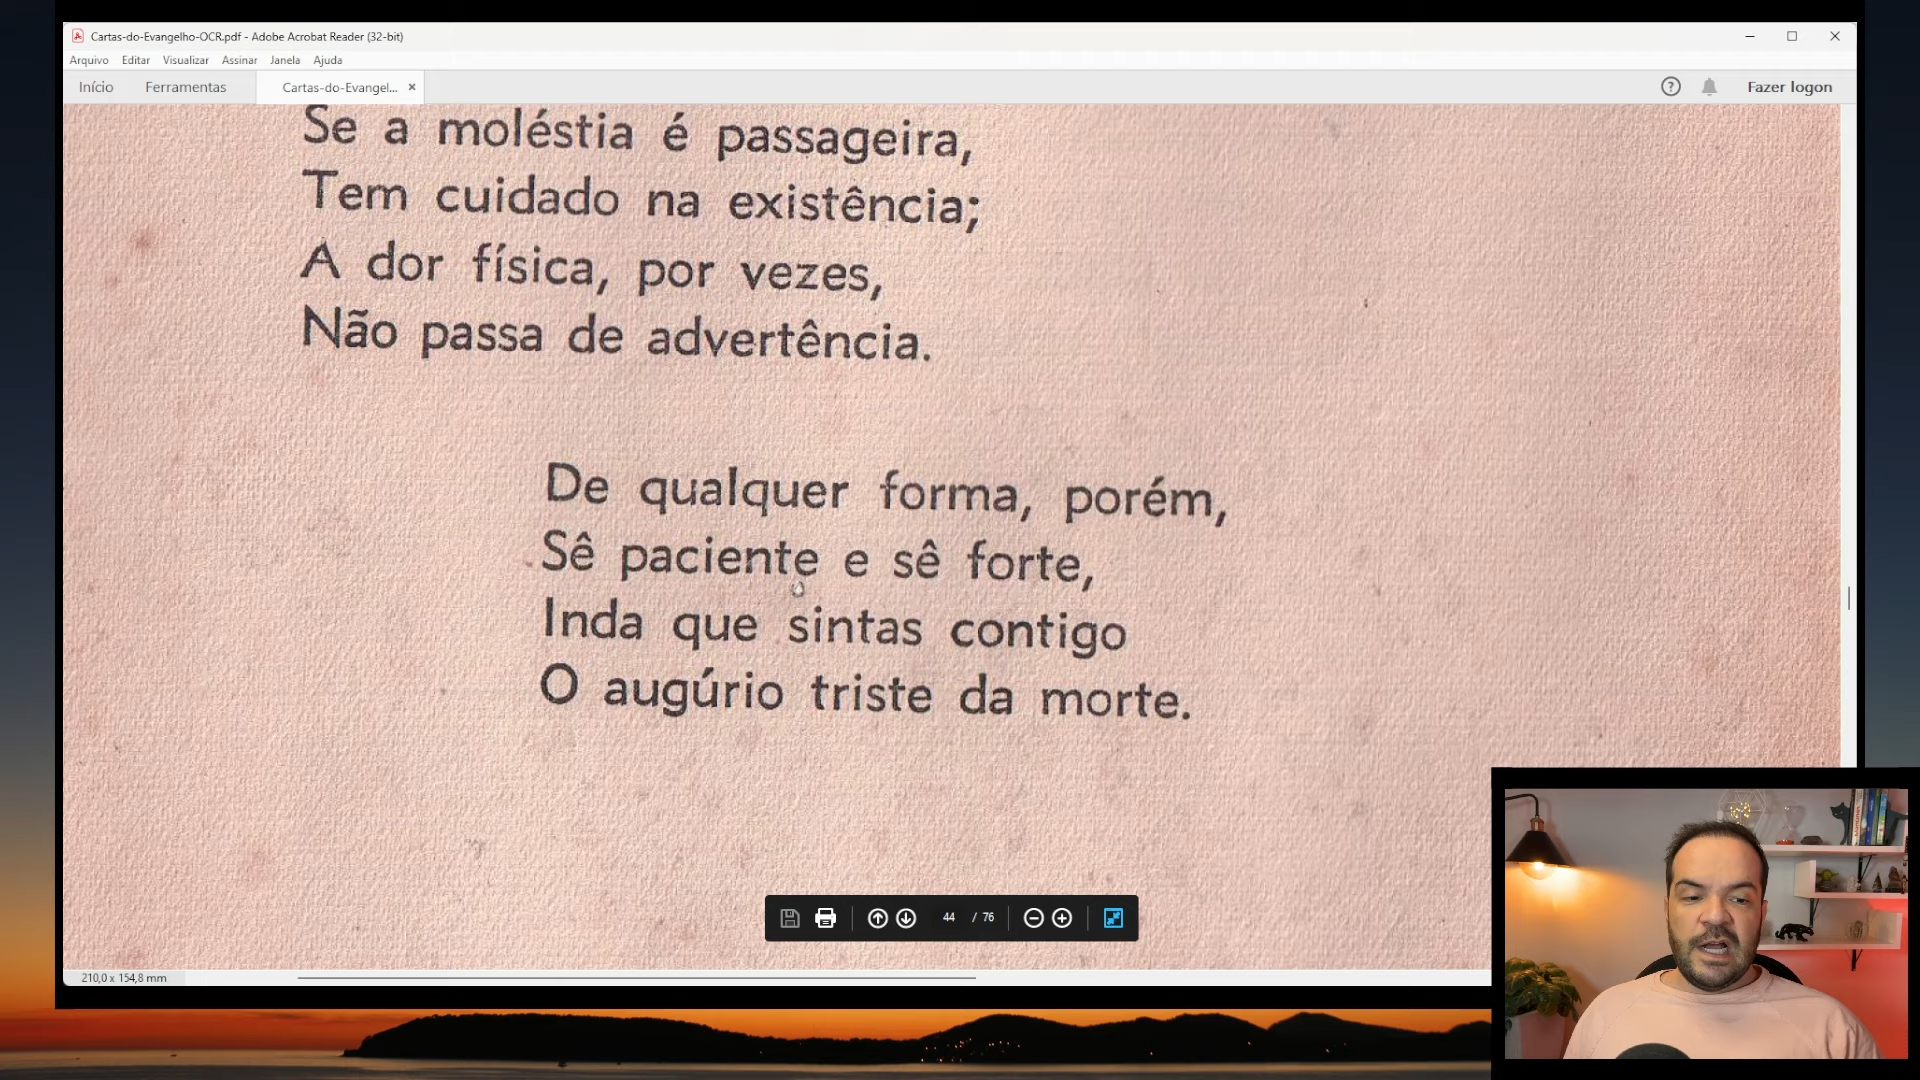 Cartas-do-Evangelho-OCR.pdf - Adobe Acrobat Reader (32-bit)
Arquivo Editar Visualizar Assinar Janela Ajuda
Início Ferramentas Cartas-do-Evangel... Fazer logon
Se a moléstia é passageira,
Tem cuidado na existência;
A dor física, por vezes,
Não passa de advertência.
De qualquer forma, porém,
Sê paciente e sê forte,
Inda que sintas contigo
O augúrio triste da morte.
44 / 76
210,0 x 154,8 mm